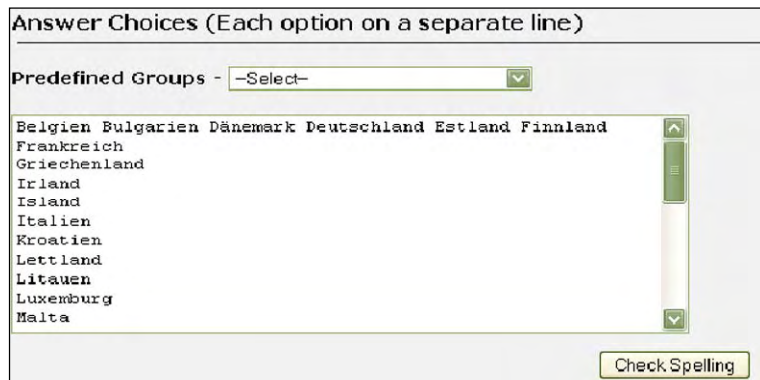 Answer Choices (Each option on a separate line)
Predefined Groups - --Select--
Belgien Bulgarien Dänemark Deutschland Estland Finnland
Frankreich
Griechenland
Irland
Island
Italien
Kroatien
Lettland
Litauen
Luxemburg
Malta
Check Spelling